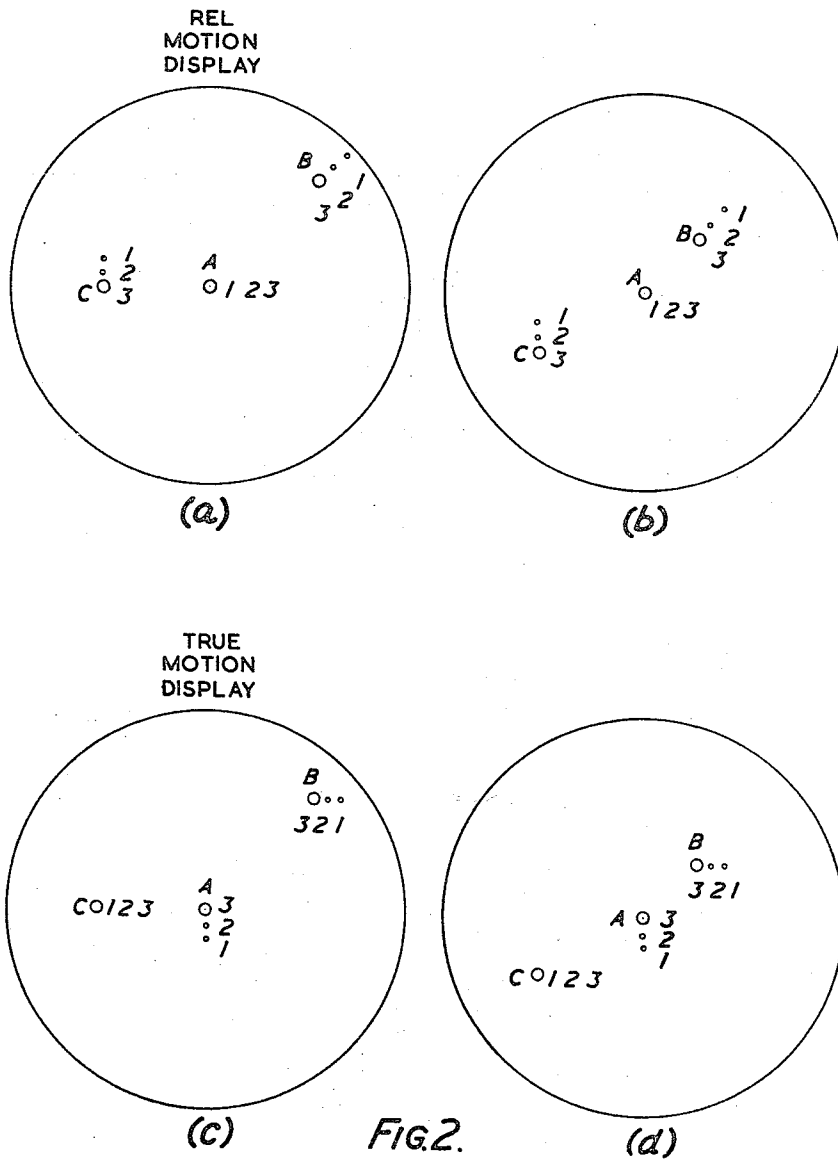 REL
MOTION
DISPLAY
B
1
2
3
1
2
C 3
A
1 2 3
(a)
1
B 2
3
A
1 2 3
1
2
C 3
(b)
TRUE
MOTION
DISPLAY
B
3 2 1
A
C 1 2 3
3
2
1
(c)
B
3 2 1
A 3
2
1
C 1 2 3
(d)
FIG.2.